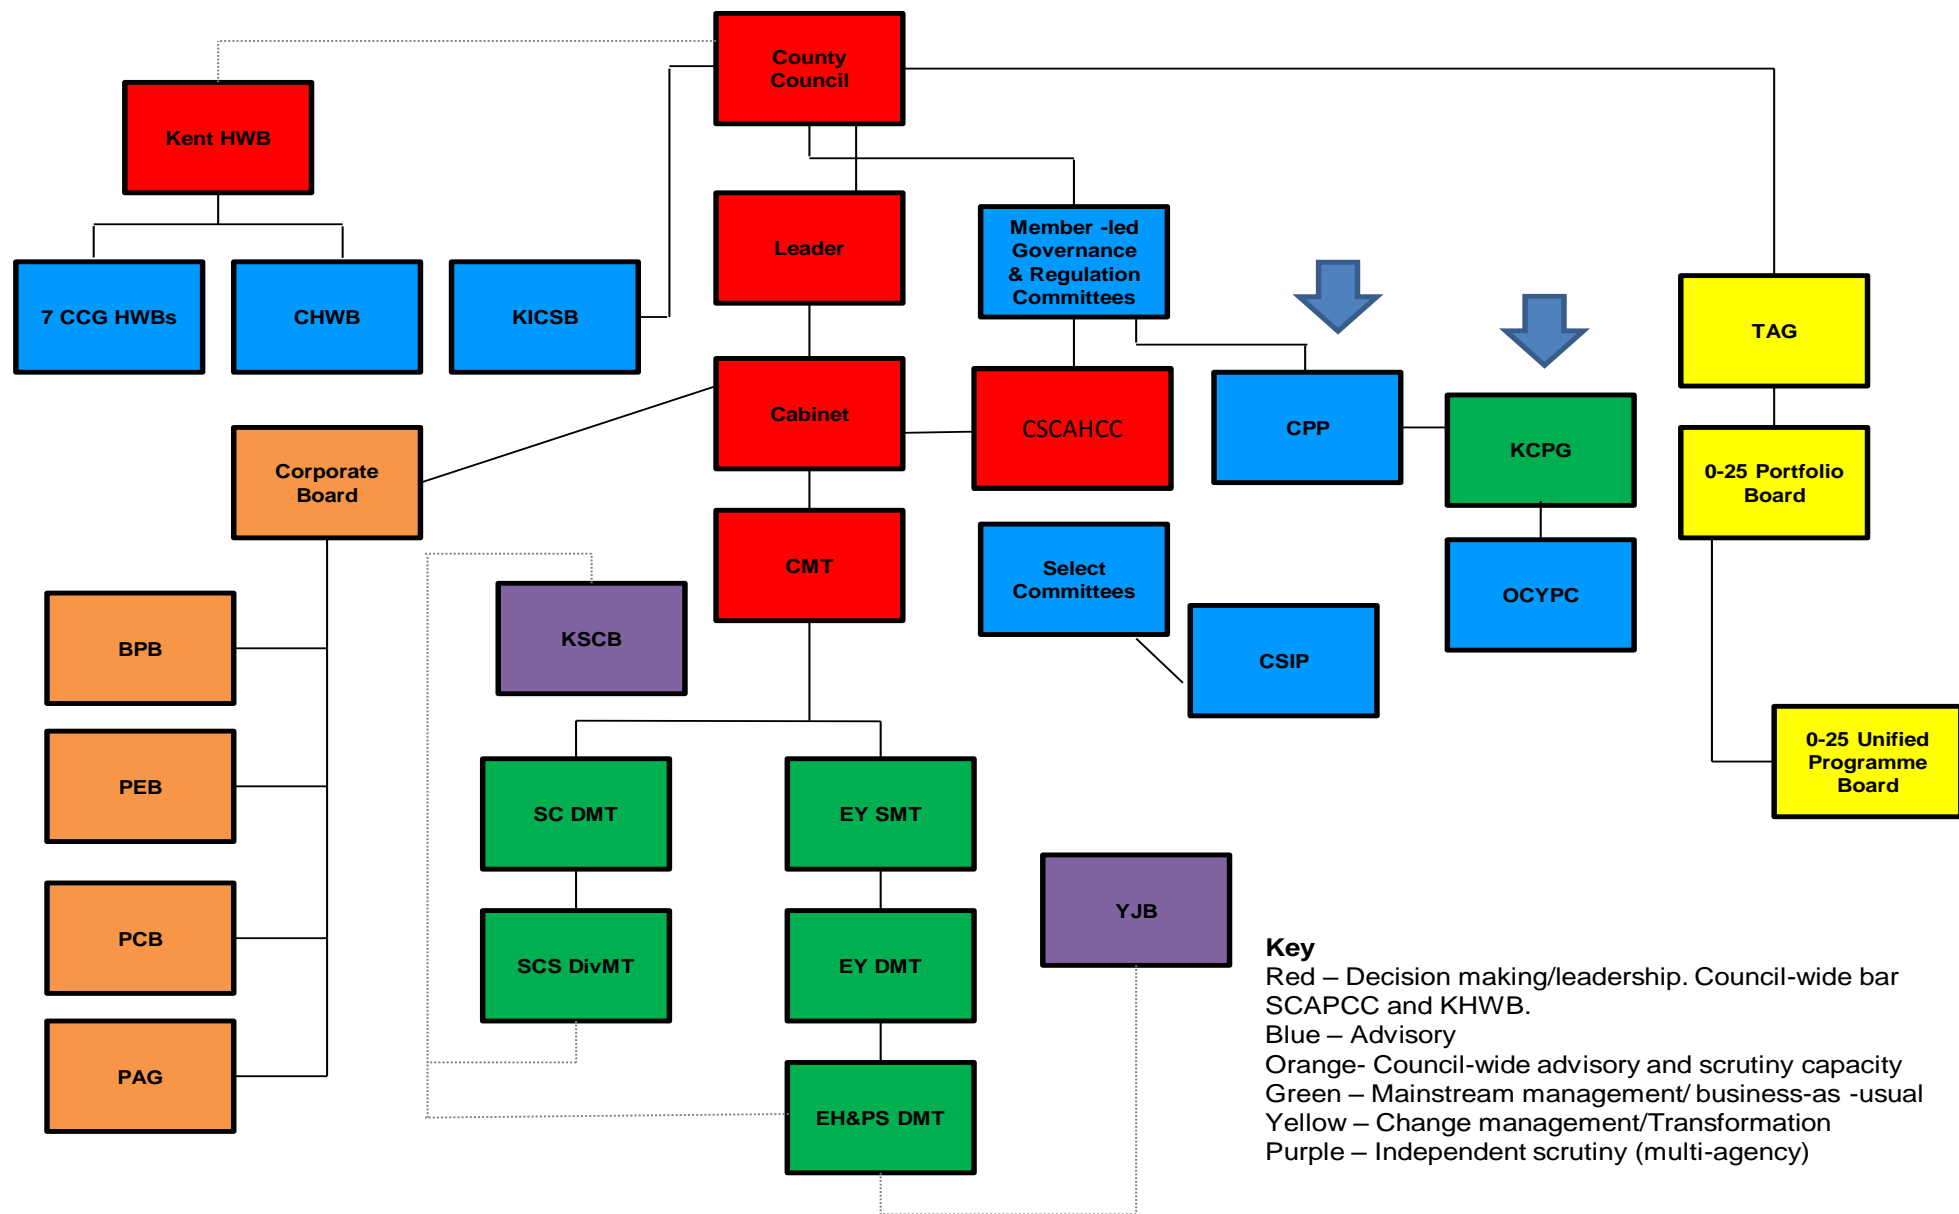 County
Council
Kent HWB
Leader
Member -led
Governance
& Regulation
Committees
7 CCG HWBs
CHWB
KICSB
TAG
Cabinet
CSCAHCC
CPP
KCPG
Corporate
Board
0-25 Portfolio
Board
CMT
Select
Committees
OCYPC
BPB
KSCB
CSIP
PEB
SC DMT
EY SMT
0-25 Unified
Programme
Board
PCB
SCS DivMT
EY DMT
YJB
PAG
EH&PS DMT
Key
Red – Decision making/leadership. Council-wide bar
SCAPCC and KHWB.
Blue – Advisory
Orange- Council-wide advisory and scrutiny capacity
Green – Mainstream management/ business-as -usual
Yellow – Change management/Transformation
Purple – Independent scrutiny (multi-agency)